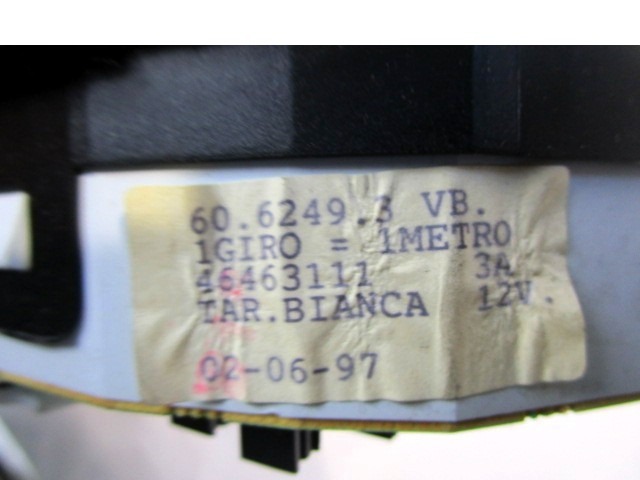 60.6249.3 VB.
1GIRO = 1METRO
46463111 3A
TAR.BIANCA 12V.
02-06-97